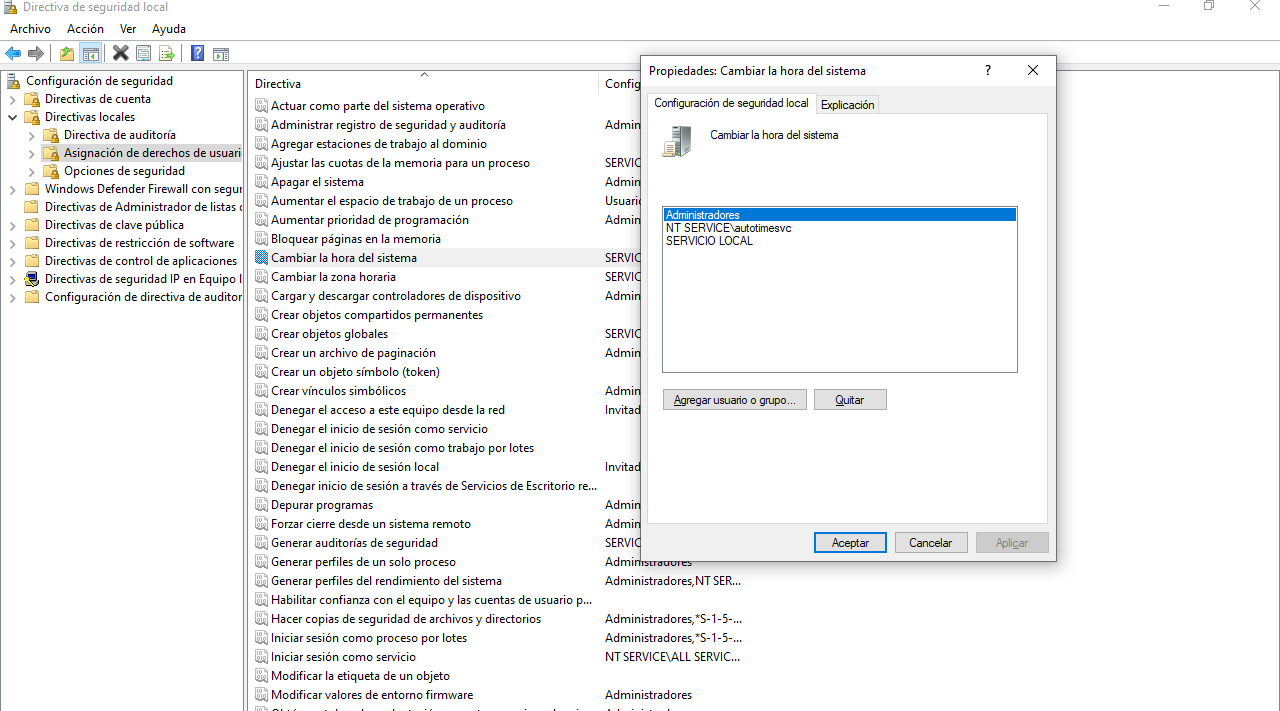 Directiva de seguridad local
Archivo Acción Ver Ayuda
Configuración de seguridad
Directivas de cuenta
Directivas locales
Directiva de auditoría
Asignación de derechos de usuari
Opciones de seguridad
Windows Defender Firewall con segur
Directivas de Administrador de listas
Directivas de clave pública
Directivas de restricción de software
Directivas de control de aplicaciones
Directivas de seguridad IP en Equipo l
Configuración de directiva de auditor
Directiva Config
Actuar como parte del sistema operativo
Administrar registro de seguridad y auditoría Admin
Agregar estaciones de trabajo al dominio
Ajustar las cuotas de la memoria para un proceso SERVIC
Apagar el sistema Admin
Aumentar el espacio de trabajo de un proceso Usuario
Aumentar prioridad de programación Admin
Bloquear páginas en la memoria
Cambiar la hora del sistema SERVIC
Cambiar la zona horaria SERVIC
Cargar y descargar controladores de dispositivo Admin
Crear objetos compartidos permanentes
Crear objetos globales SERVIC
Crear un archivo de paginación Admin
Crear un objeto símbolo (token)
Crear vínculos simbólicos Admin
Denegar el acceso a este equipo desde la red Invitad
Denegar el inicio de sesión como servicio
Denegar el inicio de sesión como trabajo por lotes
Denegar el inicio de sesión local Invitad
Denegar inicio de sesión a través de Servicios de Escritorio re...
Depurar programas Admin
Forzar cierre desde un sistema remoto Admin
Generar auditorías de seguridad SERVIC
Generar perfiles de un solo proceso Administradores
Generar perfiles del rendimiento del sistema Administradores,NT SER...
Habilitar confianza con el equipo y las cuentas de usuario p...
Hacer copias de seguridad de archivos y directorios Administradores,*S-1-5-...
Iniciar sesión como proceso por lotes Administradores,*S-1-5-...
Iniciar sesión como servicio NT SERVICE\ALL SERVIC...
Modificar la etiqueta de un objeto
Modificar valores de entorno firmware Administradores
Propiedades: Cambiar la hora del sistema ?
Configuración de seguridad local Explicación
Cambiar la hora del sistema
Administradores
NT SERVICE\autotimesvc
SERVICIO LOCAL
Agregar usuario o grupo... Quitar
Aceptar Cancelar Aplicar